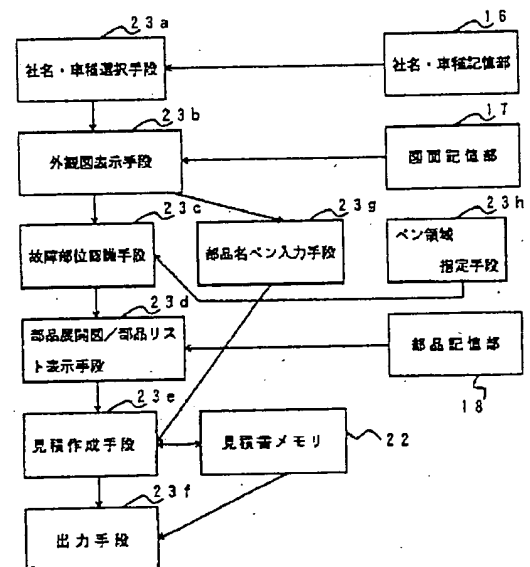 23a
社名・車種選択手段
16
社名・車種記憶部
23b
外観図表示手段
17
図面記憶部
23c
故障部位認識手段
23g
部品名ペン入力手段
23h
ペン領域
指定手段
23d
部品展開図/部品リス
ト表示手段
部品記憶部
18
23e
見積作成手段
見積書メモリ
22
23f
出力手段